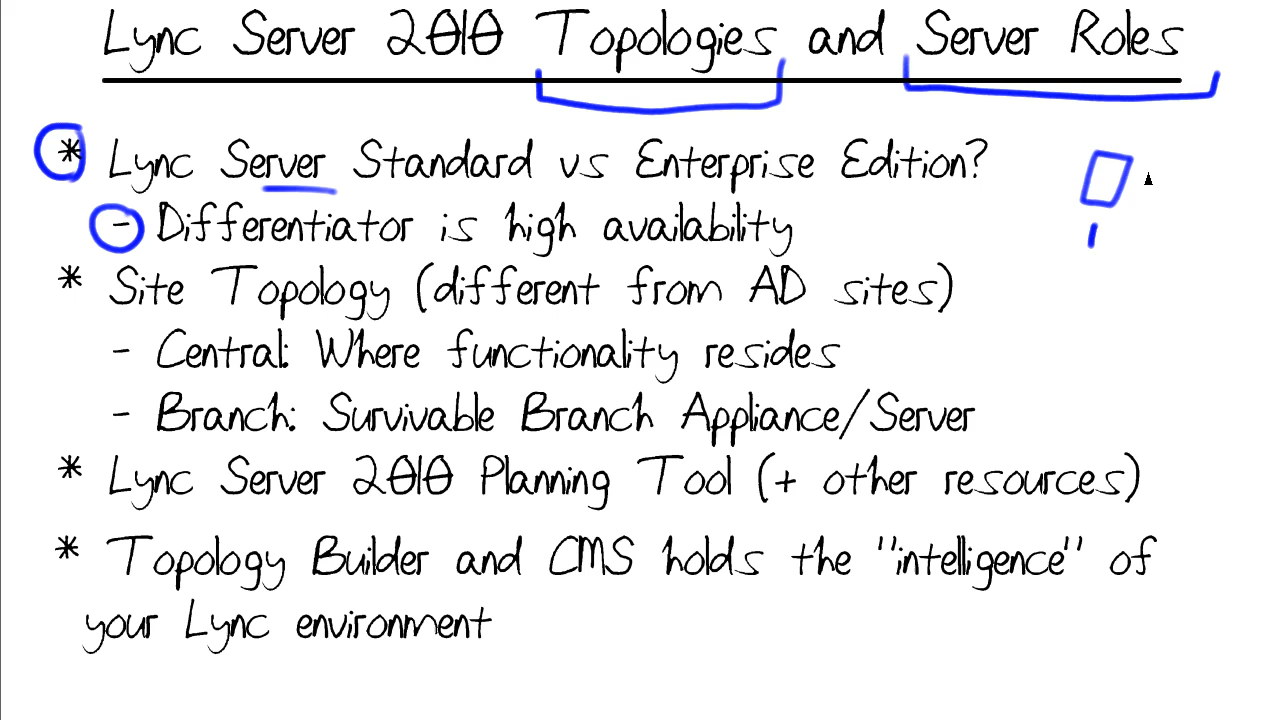 Lync Server 2010 Topologies and Server Roles
* Lync Server Standard vs Enterprise Edition?
- Differentiator is high availability
* Site Topology (different from AD sites)
- Central: Where functionality resides
- Branch: Survivable Branch Appliance/Server
* Lync Server 2010 Planning Tool (+ other resources)
* Topology Builder and CMS holds the "intelligence" of
your Lync environment